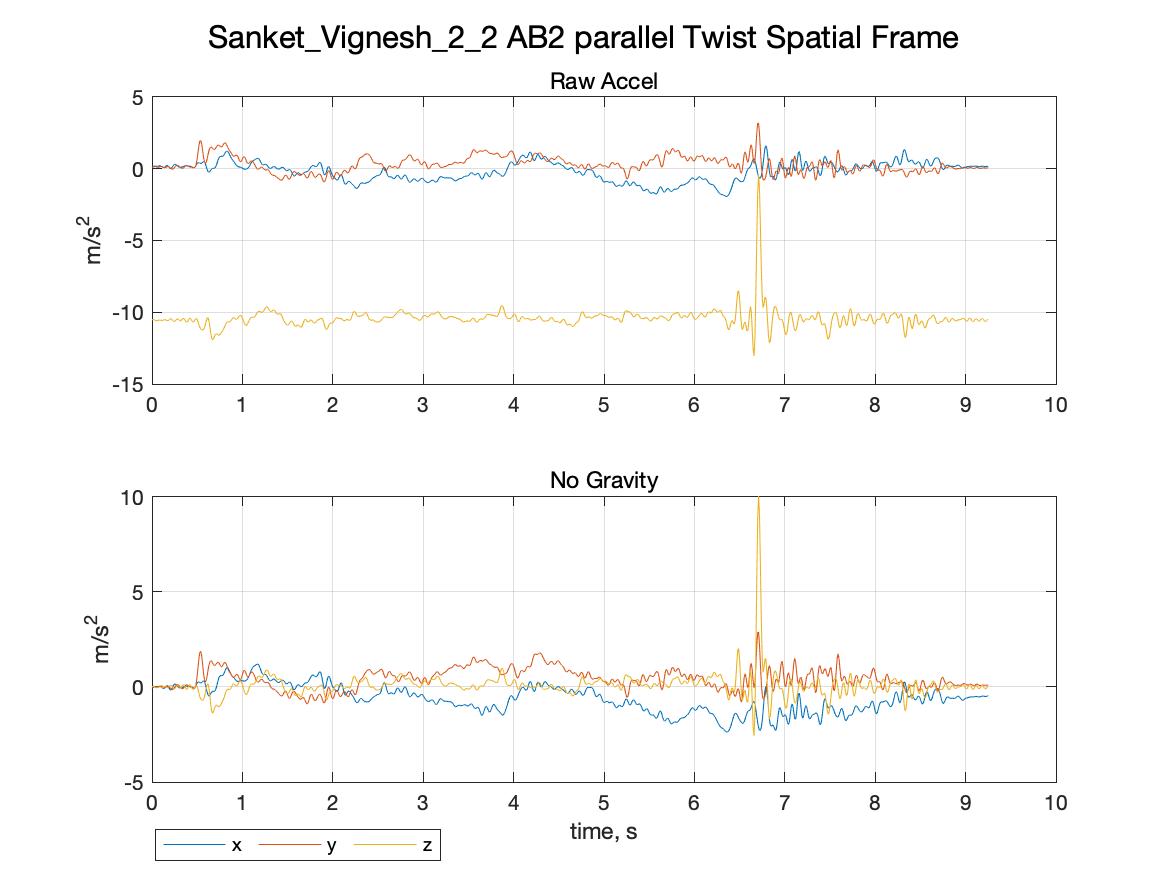 Sanket_Vignesh_2_2 AB2 parallel Twist Spatial Frame
Raw Accel
5
0
-5
-10
-15
m/s²
0 1 2 3 4 5 6 7 8 9 10
No Gravity
10
5
0
-5
m/s²
0 1 2 3 4 5 6 7 8 9 10
time, s
x y z